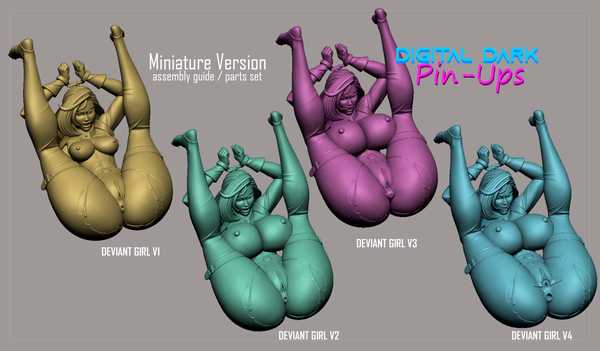 Miniature Version
assembly guide / parts set
DIGITAL DARK
Pin-Ups
DEVIANT GIRL V1
DEVIANT GIRL V3
DEVIANT GIRL V2
DEVIANT GIRL V4